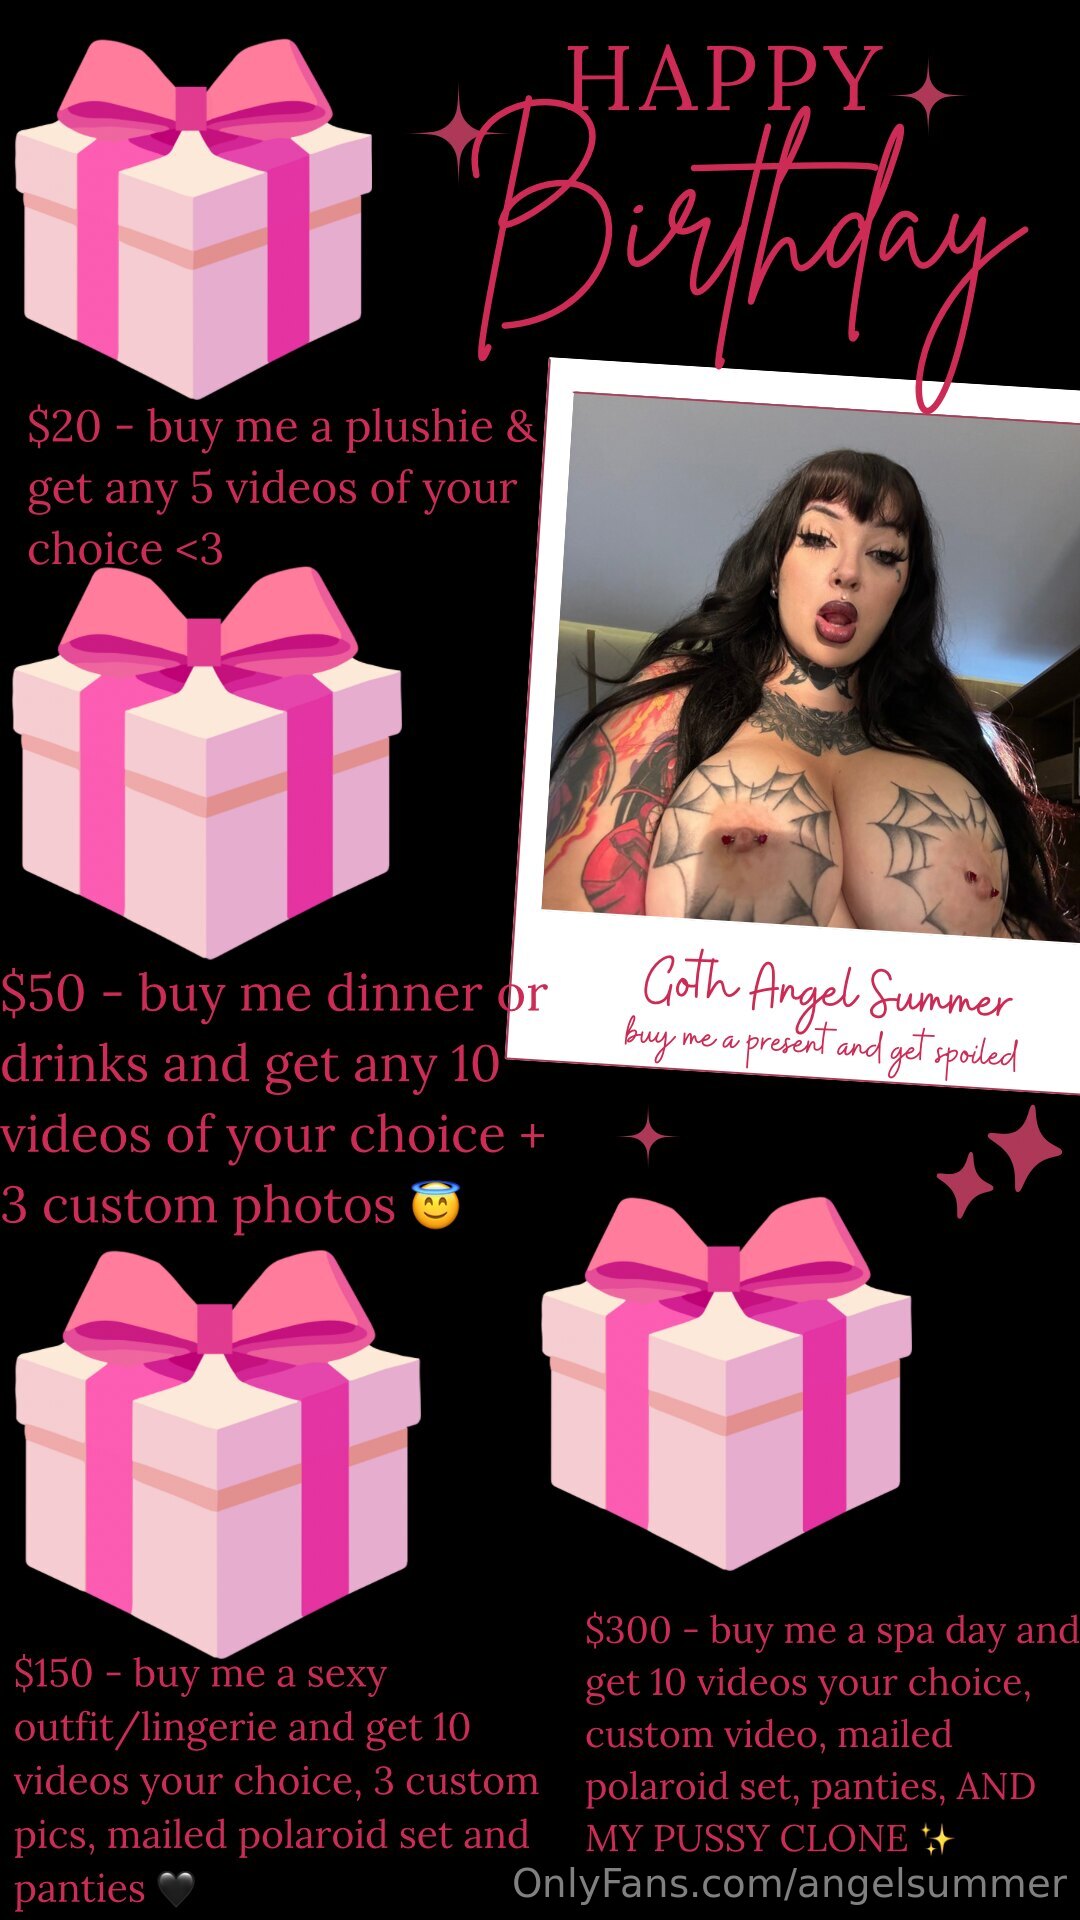 HAPPY
Birthday
$20 - buy me a plushie &
get any 5 videos of your
choice <3
Goth Angel Summer
buy me a present and get spoiled
$50 - buy me dinner or
drinks and get any 10
videos of your choice +
3 custom photos 😇
$150 - buy me a sexy
outfit/lingerie and get 10
videos your choice, 3 custom
pics, mailed polaroid set and
panties 🖤
$300 - buy me a spa day and
get 10 videos your choice,
custom video, mailed
polaroid set, panties, AND
MY PUSSY CLONE ✨
OnlyFans.com/angelsummer